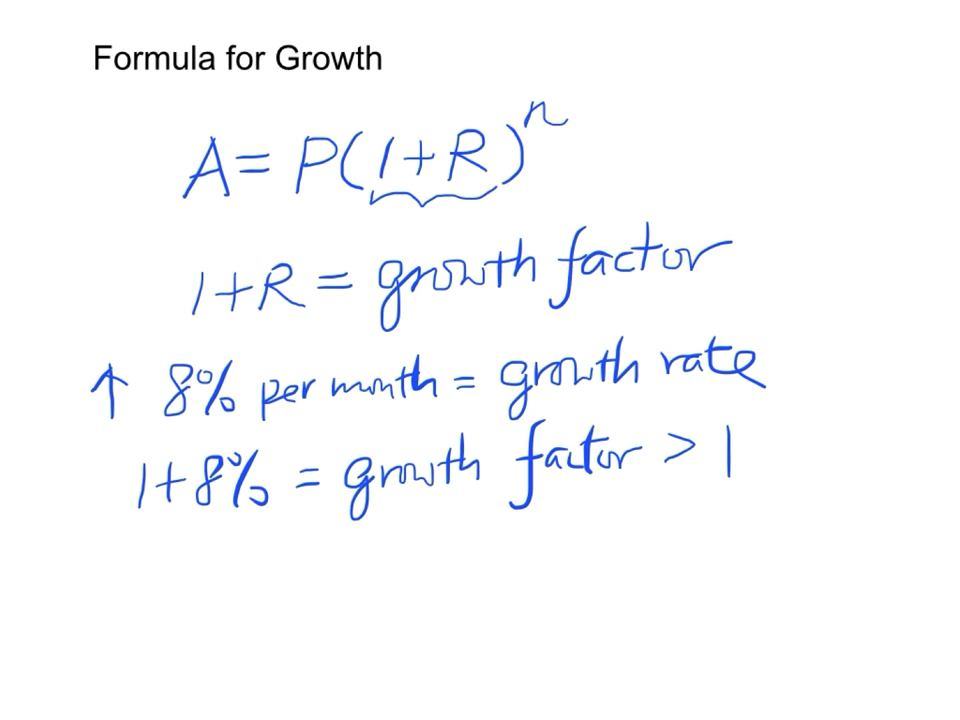 Formula for Growth
A = P(1+R)ⁿ
1+R = growth factor
↑ 8% per month = growth rate
1+8% = growth factor > 1